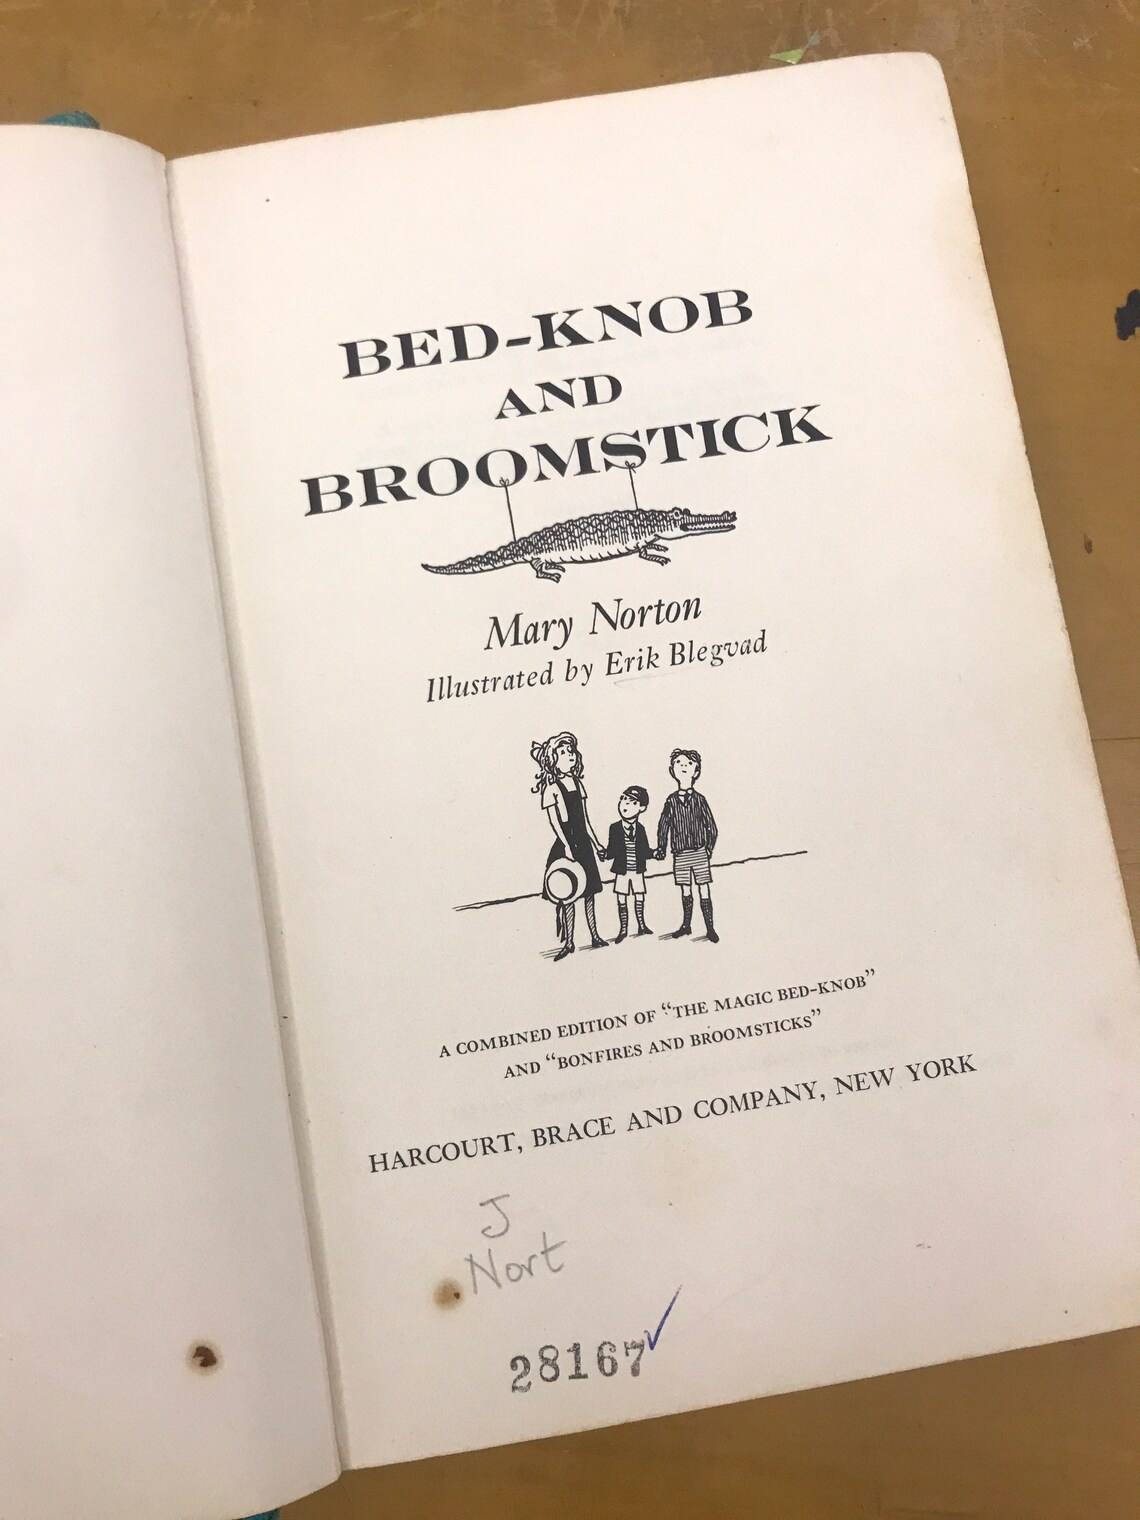 BED-KNOB
AND
BROOMSTICK
Mary Norton
Illustrated by Erik Blegvad
A COMBINED EDITION OF "THE MAGIC BED-KNOB"
AND "BONFIRES AND BROOMSTICKS"
HARCOURT, BRACE AND COMPANY, NEW YORK
J
Nort
28167